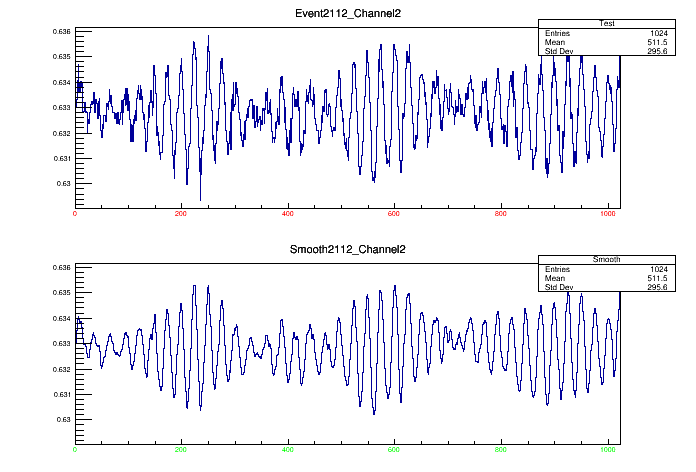 Event2112_Channel2
Test
Entries 1024
Mean 511.5
Std Dev 295.6
0.636
0.635
0.634
0.633
0.632
0.631
0.63
0 200 400 600 800 1000
Smooth2112_Channel2
Smooth
Entries 1024
Mean 511.5
Std Dev 295.6
0.636
0.635
0.634
0.633
0.632
0.631
0.63
0 200 400 600 800 1000